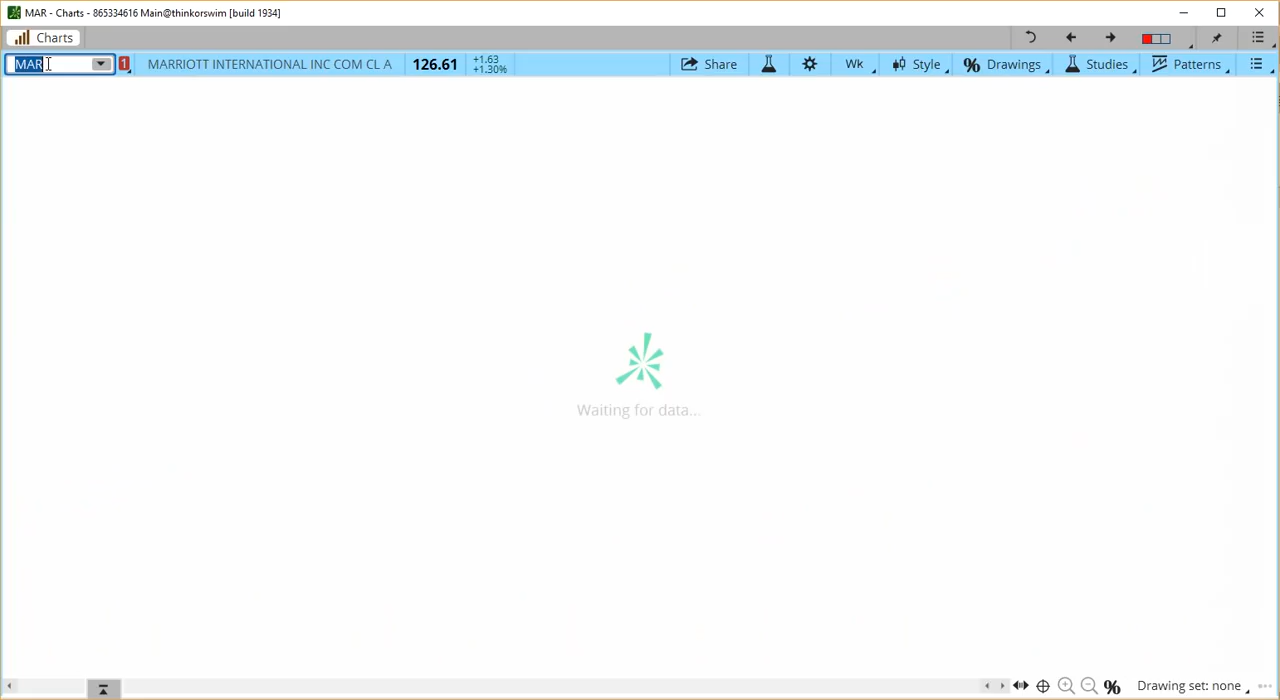 MAR - Charts - 865334616 Main@thinkorswim [build 1934]
Charts
MAR 1 MARRIOTT INTERNATIONAL INC COM CL A 126.61 +1.63 Share Wk Style Drawings Studies Patterns
+1.30%
Waiting for data...
Drawing set: none